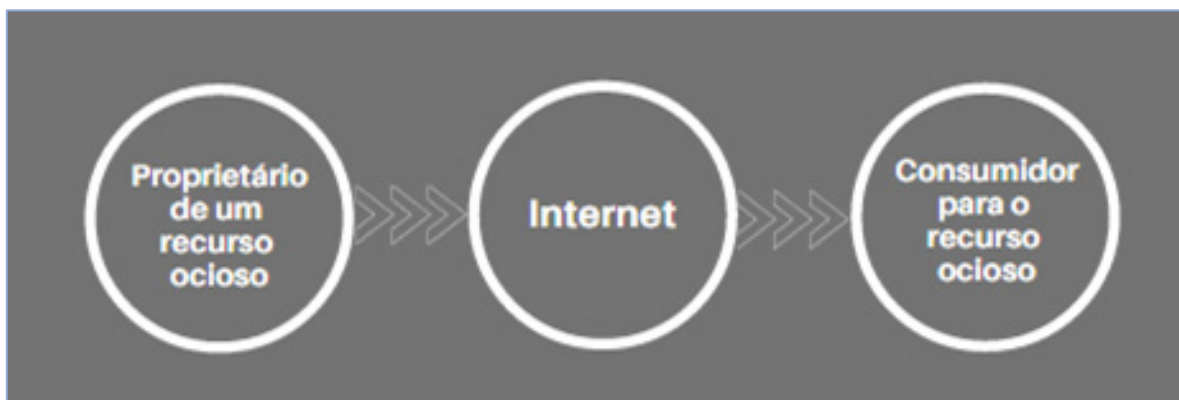 Proprietário
de um
recurso
ocioso
Internet
Consumidor
para o
recurso
ocioso